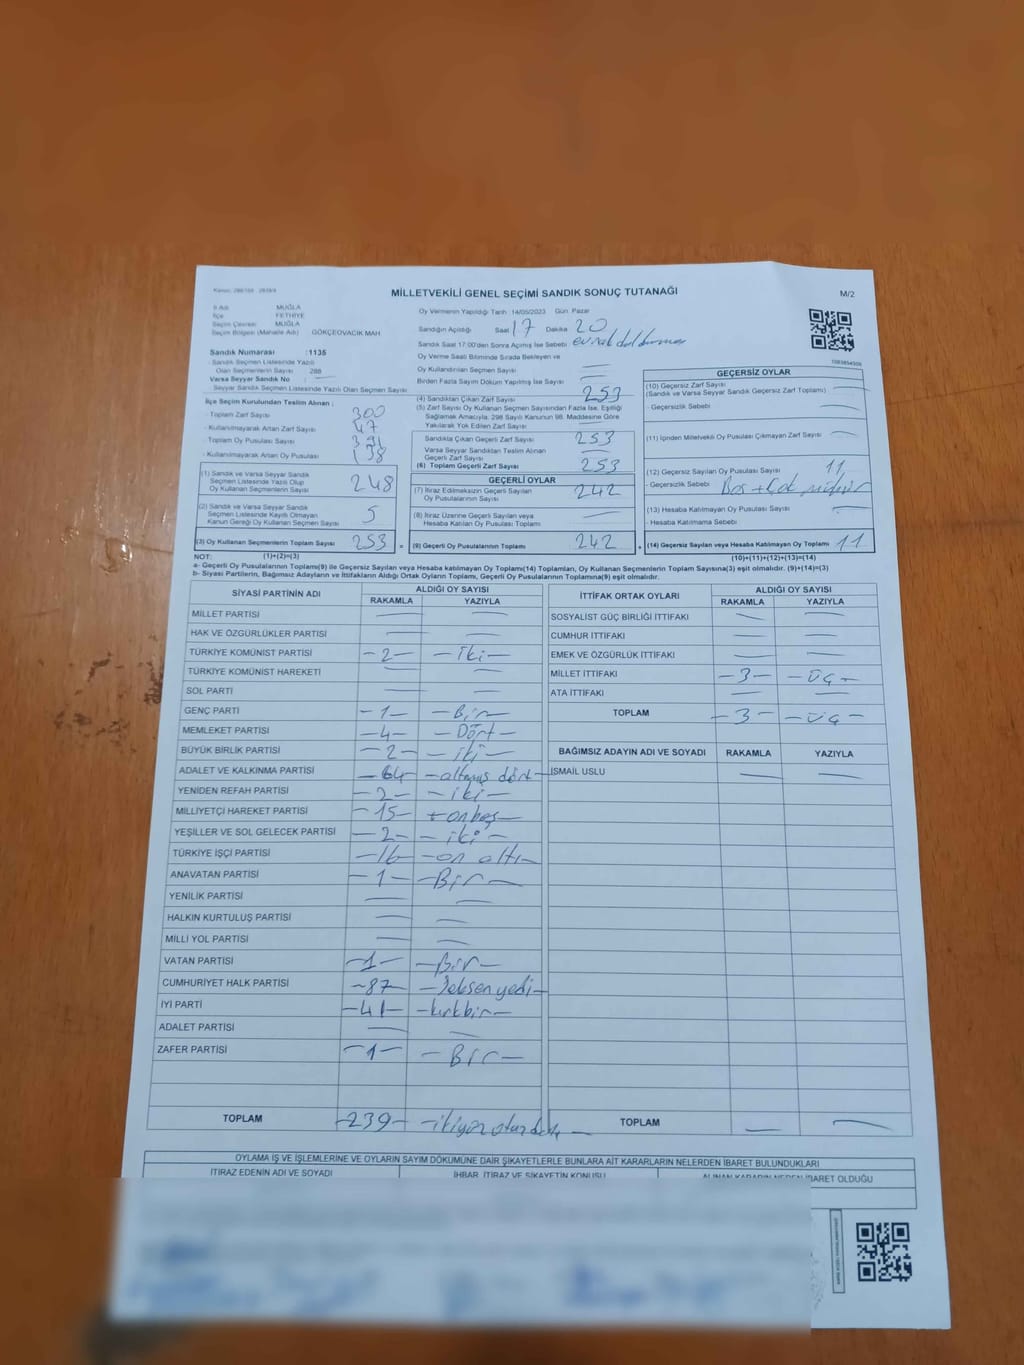 MİLLETVEKİLİ GENEL SEÇİMİ SANDIK SONUÇ TUTANAĞI
M/2
İl Adı MUĞLA
İlçe FETHİYE
Seçim Çevresi MUĞLA
Seçim Bölgesi (Mahalle Adı) GÖKÇEOVACIK MAH.
Sandık Numarası :1135
Sandık Seçmen Listesinde Yazılı
Olan Seçmenlerin Sayısı 288
Varsa Seyyar Sandık No :
Seyyar Sandık Seçmen Listesinde Yazılı Olan Seçmen Sayısı
İlçe Seçim Kurulundan Teslim Alınan :
- Toplam Zarf Sayısı 300
- Kullanılmayarak Artan Zarf Sayısı 47
- Toplam Oy Pusulası Sayısı
- Kullanılmayarak Artan Oy Pusulası
(1) Sandık ve Varsa Seyyar Sandık
Seçmen Listesinde Yazılı Olup
Oy Kullanan Seçmenlerin Sayısı 248
(2) Sandık ve Varsa Seyyar Sandık
Seçmen Listesinde Kayıtlı Olmayan
Kanun Gereği Oy Kullanan Seçmen Sayısı 5
(3) Oy Kullanan Seçmenlerin Toplam Sayısı 253 =
Oy Vermenin Yapıldığı Tarih 14/05/2023 Gün Pazar
Sandığın Açıldığı Saat 17 Dakika 20
Sandık Saat 17:00'den Sonra Açılmış İse Sebebi evrak doldurması
Oy Verme Saati Bitiminde Sırada Bekleyen ve
Oy Kullandırılan Seçmen Sayısı
Birden Fazla Sayım Döküm Yapılmış İse Sayısı
(4) Sandıktan Çıkan Zarf Sayısı 253
(5) Zarf Sayısı Oy Kullanan Seçmen Sayısından Fazla İse, Eşitliği
Sağlamak Amacıyla, 298 Sayılı Kanunun 98. Maddesine Göre
Yakılarak Yok Edilen Zarf Sayısı
Sandıkta Çıkan Geçerli Zarf Sayısı 253
Varsa Seyyar Sandıktan Teslim Alınan
Geçerli Zarf Sayısı
(6) Toplam Geçerli Zarf Sayısı 253
GEÇERLİ OYLAR
(7) İtiraz Edilmeksizin Geçerli Sayılan
Oy Pusulalarının Sayısı 242
(8) İtiraz Üzerine Geçerli Sayılan veya
Hesaba Katılan Oy Pusulası Toplamı
(9) Geçerli Oy Pusulalarının Toplamı 242 +
GEÇERSİZ OYLAR
(10) Geçersiz Zarf Sayısı
(Sandık ve Varsa Seyyar Sandık Geçersiz Zarf Toplamı)
- Geçersizlik Sebebi
(11) İçinden Milletvekili Oy Pusulası Çıkmayan Zarf Sayısı
(12) Geçersiz Sayılan Oy Pusulası Sayısı 11
- Geçersizlik Sebebi Boş + Çok mühür
(13) Hesaba Katılmayan Oy Pusulası Sayısı
- Hesaba Katılmama Sebebi
(14) Geçersiz Sayılan veya Hesaba Katılmayan Oy Toplamı 11
NOT: (1)+(2)=(3) (10)+(11)+(12)+(13)=(14)
a- Geçerli Oy Pusulalarının Toplamı(9) ile Geçersiz Sayılan veya Hesaba katılmayan Oy Toplamı(14) Toplamları, Oy Kullanan Seçmenlerin Toplam Sayısına(3) eşit olmalıdır. (9)+(14)=(3)
b- Siyasi Partilerin, Bağımsız Adayların ve İttifakların Aldığı Ortak Oyların Toplamı, Geçerli Oy Pusulalarının Toplamına(9) eşit olmalıdır.
SİYASİ PARTİNİN ADI ALDIĞI OY SAYISI
RAKAMLA YAZIYLA
MİLLET PARTİSİ
HAK VE ÖZGÜRLÜKLER PARTİSİ
TÜRKİYE KOMÜNİST PARTİSİ -2- -iki-
TÜRKİYE KOMÜNİST HAREKETİ
SOL PARTİ
GENÇ PARTİ -1- -Bir-
MEMLEKET PARTİSİ -4- -Dört-
BÜYÜK BİRLİK PARTİSİ -2- -iki-
ADALET VE KALKINMA PARTİSİ -64- -altmış dört-
YENİDEN REFAH PARTİSİ -2- -iki-
MİLLİYETÇİ HAREKET PARTİSİ -15- -onbeş-
YEŞİLLER VE SOL GELECEK PARTİSİ -2- -iki-
TÜRKİYE İŞÇİ PARTİSİ -16- -on altı-
ANAVATAN PARTİSİ -1- -Bir-
YENİLİK PARTİSİ
HALKIN KURTULUŞ PARTİSİ
MİLLİ YOL PARTİSİ
VATAN PARTİSİ -1- -Bir-
CUMHURİYET HALK PARTİSİ -87- -Seksen yedi-
İYİ PARTİ -41- -kırkbir-
ADALET PARTİSİ
ZAFER PARTİSİ -1- -Bir-
TOPLAM -239-
İTTİFAK ORTAK OYLARI ALDIĞI OY SAYISI
RAKAMLA YAZIYLA
SOSYALİST GÜÇ BİRLİĞİ İTTİFAKI
CUMHUR İTTİFAKI
EMEK VE ÖZGÜRLÜK İTTİFAKI
MİLLET İTTİFAKI -3- -üç-
ATA İTTİFAKI
TOPLAM -3- -üç-
BAĞIMSIZ ADAYIN ADI VE SOYADI RAKAMLA YAZIYLA
İSMAİL USLU
TOPLAM
OYLAMA İŞ VE İŞLEMLERİNE VE OYLARIN SAYIM DÖKÜMÜNE DAİR ŞİKAYETLERLE BUNLARA AİT KARARLARIN NELERDEN İBARET BULUNDUKLARI
İTİRAZ EDENİN ADI VE SOYADI İHBAR, İTİRAZ VE ŞİKAYETİN KONUSU ALINAN KARARIN NEDEN İBARET OLDUĞU